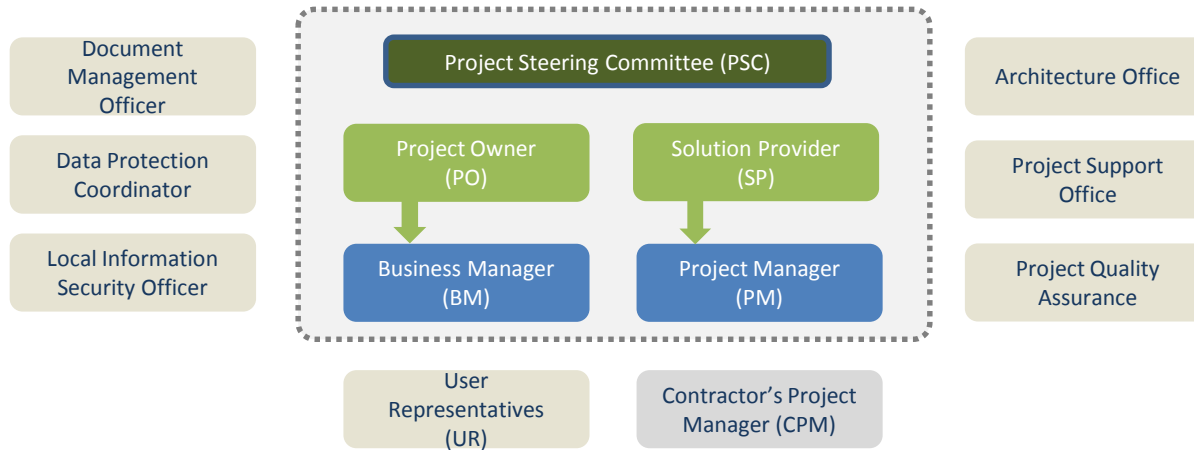 Document
Management
Officer
Data Protection
Coordinator
Local Information
Security Officer
Project Steering Committee (PSC)
Project Owner
(PO)
Solution Provider
(SP)
Business Manager
(BM)
Project Manager
(PM)
Architecture Office
Project Support
Office
Project Quality
Assurance
User
Representatives
(UR)
Contractor's Project
Manager (CPM)